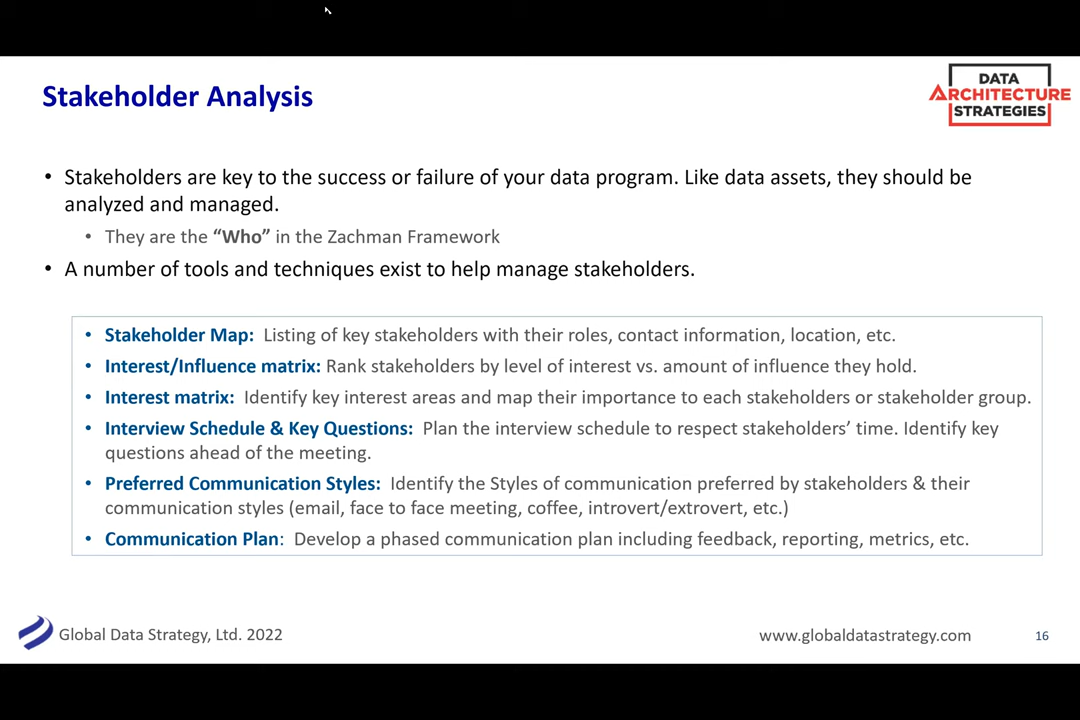 Stakeholder Analysis
DATA
ARCHITECTURE
STRATEGIES
• Stakeholders are key to the success or failure of your data program. Like data assets, they should be
analyzed and managed.
• They are the “Who” in the Zachman Framework
• A number of tools and techniques exist to help manage stakeholders.
• Stakeholder Map: Listing of key stakeholders with their roles, contact information, location, etc.
• Interest/Influence matrix: Rank stakeholders by level of interest vs. amount of influence they hold.
• Interest matrix: Identify key interest areas and map their importance to each stakeholders or stakeholder group.
• Interview Schedule & Key Questions: Plan the interview schedule to respect stakeholders’ time. Identify key
questions ahead of the meeting.
• Preferred Communication Styles: Identify the Styles of communication preferred by stakeholders & their
communication styles (email, face to face meeting, coffee, introvert/extrovert, etc.)
• Communication Plan: Develop a phased communication plan including feedback, reporting, metrics, etc.
Global Data Strategy, Ltd. 2022
www.globaldatastrategy.com
16